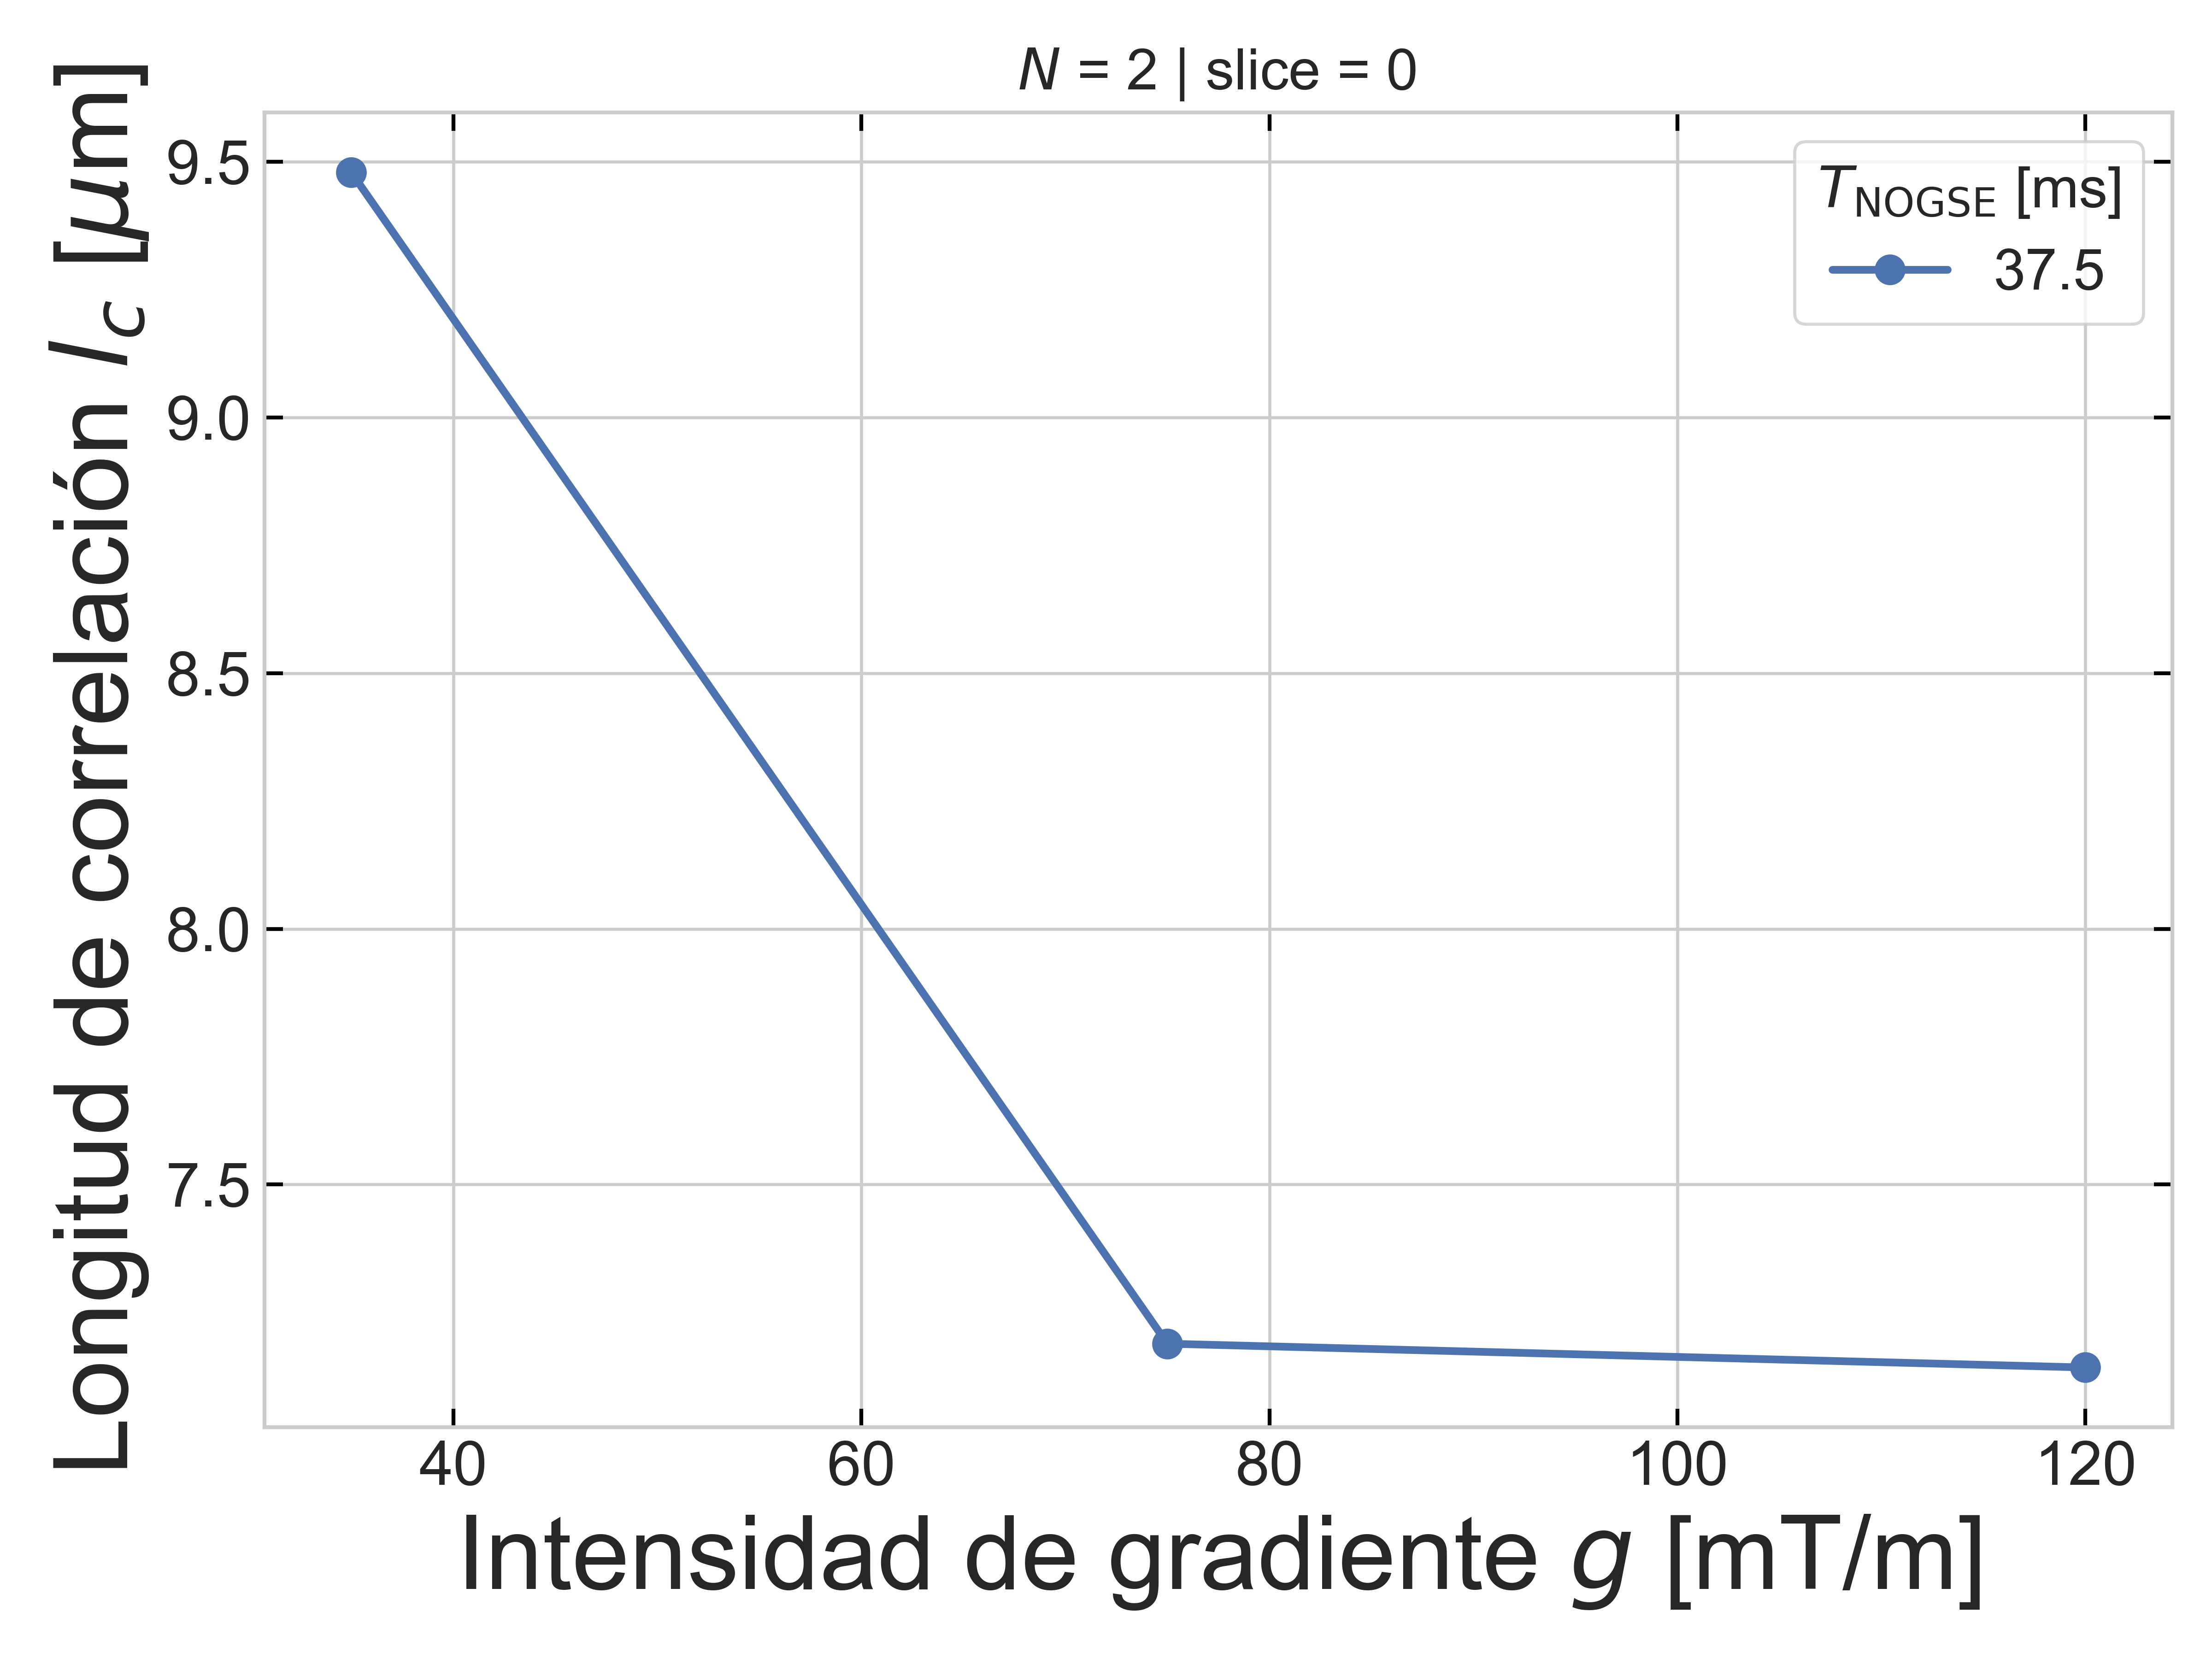 N = 2 | slice = 0
Longitud de correlación l_c [μm]
9.5
9.0
8.5
8.0
7.5
T_NOGSE [ms]
37.5
40 60 80 100 120
Intensidad de gradiente g [mT/m]